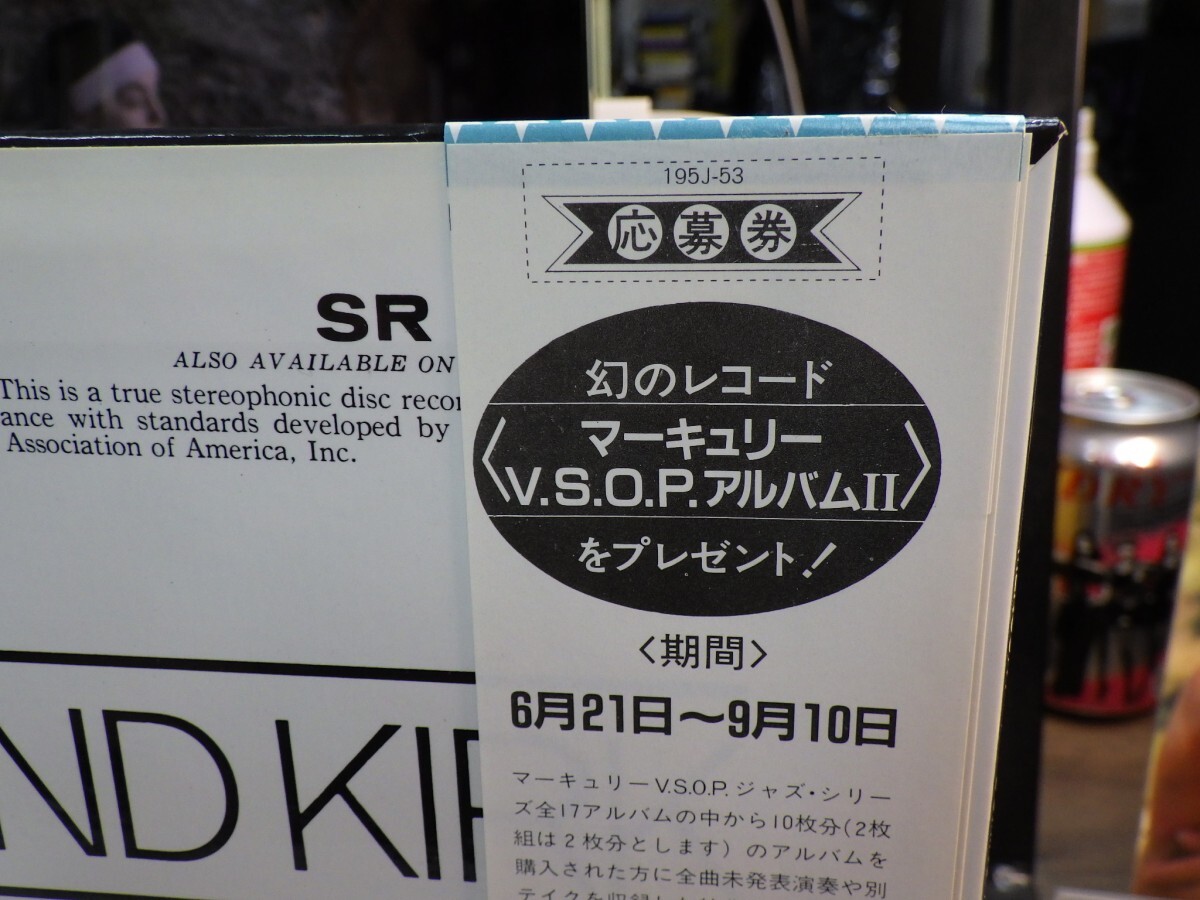 195J-53
応募券
幻のレコード
〈マーキュリー
V.S.O.P.アルバムII〉
をプレゼント!
〈期間〉
6月21日〜9月10日
マーキュリーV.S.O.P.ジャズ・シリー
ズ全17アルバムの中から10枚分(2枚
組は2枚分とします)のアルバムを
購入された方に全曲未発表演奏や別
SR
ALSO AVAILABLE ON
This is a true stereophonic disc recor
ance with standards developed by
Association of America, Inc.
ND KIR